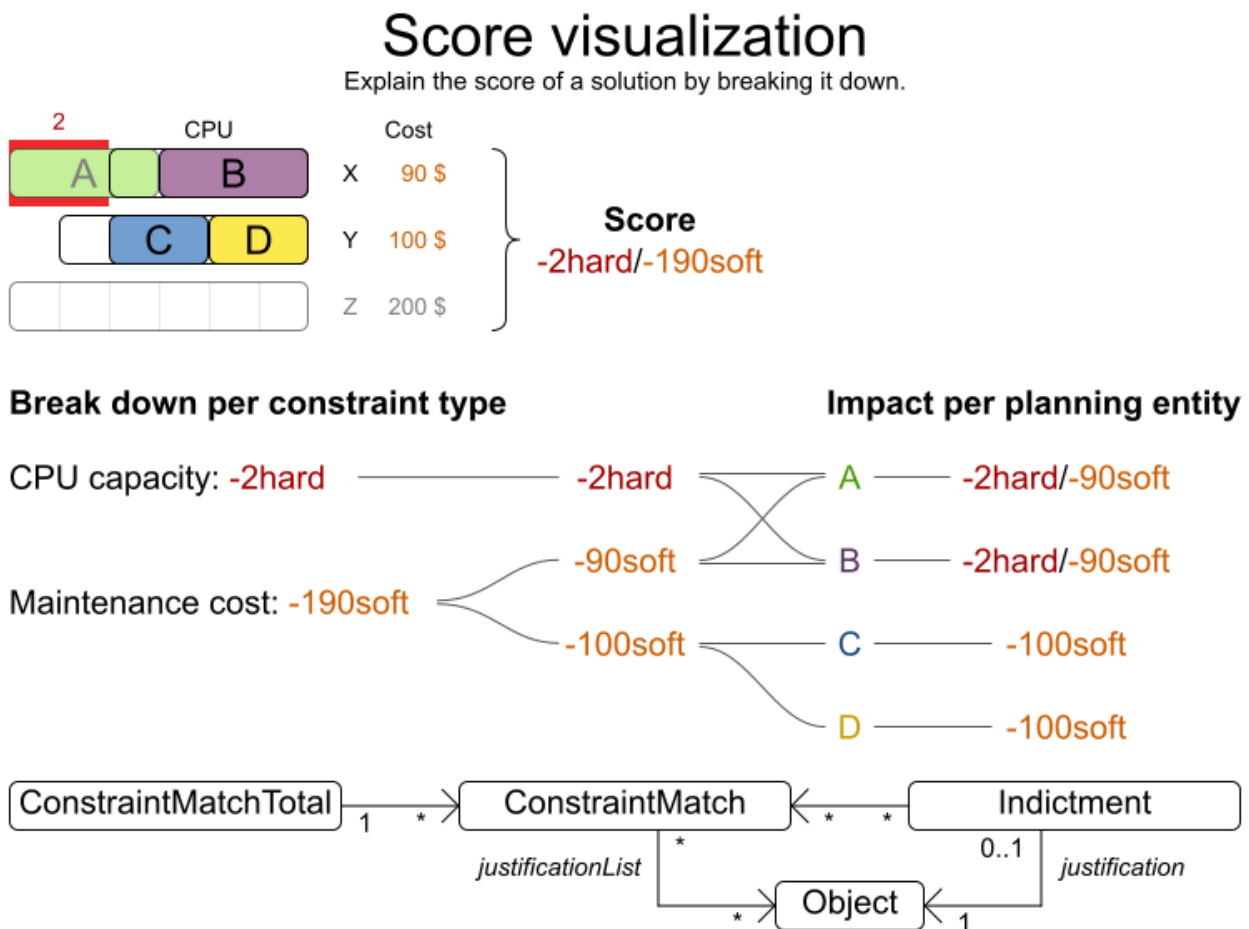 Score visualization
Explain the score of a solution by breaking it down.
2 CPU Cost
A B X 90 $
C D Y 100 $
Z 200 $
Score
-2hard/-190soft
Break down per constraint type Impact per planning entity
CPU capacity: -2hard -2hard A -2hard/-90soft
-90soft B -2hard/-90soft
Maintenance cost: -190soft
-100soft C -100soft
D -100soft
ConstraintMatchTotal ConstraintMatch Indictment
1 * * *
* 0..1
justificationList justification
Object
* 1